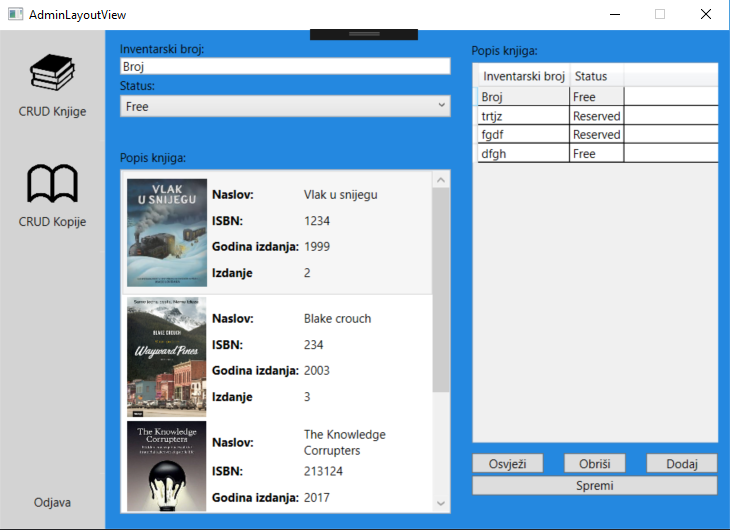 AdminLayoutView
CRUD Knjige
CRUD Kopije
Odjava
Inventarski broj:
Broj
Status:
Free
Popis knjiga:
VLAK
U SNIJEGU
Naslov: Vlak u snijegu
ISBN: 1234
Godina izdanja: 1999
Izdanje 2
BLAKE CROUCH
Wayward Pines
Naslov: Blake crouch
ISBN: 234
Godina izdanja: 2003
Izdanje 3
The Knowledge
Corrupters
Naslov: The Knowledge
Corrupters
ISBN: 213124
Godina izdanja: 2017
Popis knjiga:
Inventarski broj Status
Broj Free
trtjz Reserved
fgdf Reserved
dfgh Free
Osvježi Obriši Dodaj
Spremi